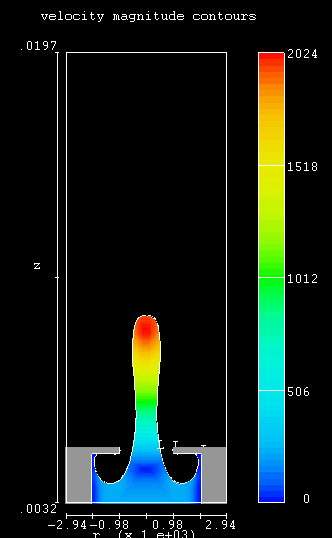 velocity magnitude contours
.0197
2024
1518
z
1012
506
0
.0032
-2.94 -0.98 0.98 2.94
r (x 1.e+03)